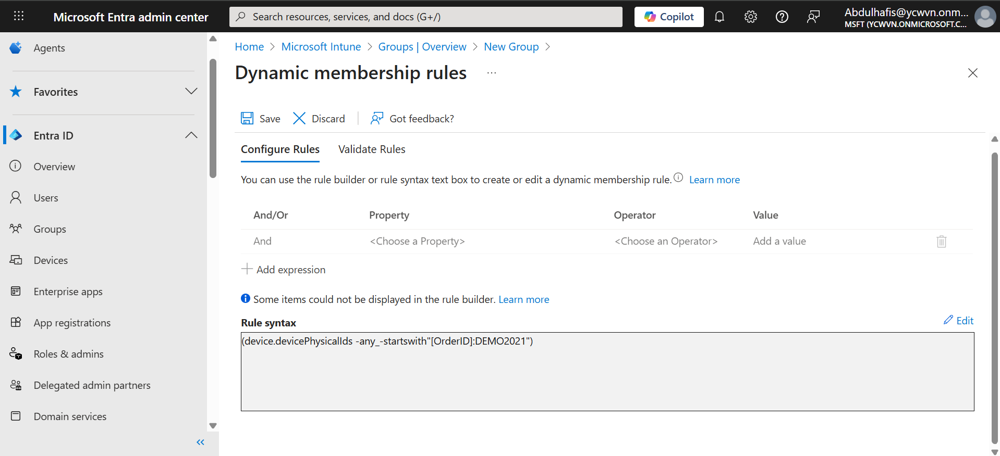 Microsoft Entra admin center
Search resources, services, and docs (G+/)
Copilot
Abdulhafis@ycwvn.onm...
MSFT (YCWVN.ONMICROSOFT.C...
Agents
Favorites
Entra ID
Overview
Users
Groups
Devices
Enterprise apps
App registrations
Roles & admins
Delegated admin partners
Domain services
Home > Microsoft Intune > Groups | Overview > New Group >
Dynamic membership rules ...
Save Discard | Got feedback?
Configure Rules Validate Rules
You can use the rule builder or rule syntax text box to create or edit a dynamic membership rule. Learn more
And/Or Property Operator Value
And <Choose a Property> <Choose an Operator> Add a value
Add expression
Some items could not be displayed in the rule builder. Learn more
Rule syntax
Edit
(device.devicePhysicalIds -any_-startswith"[OrderID]:DEMO2021")